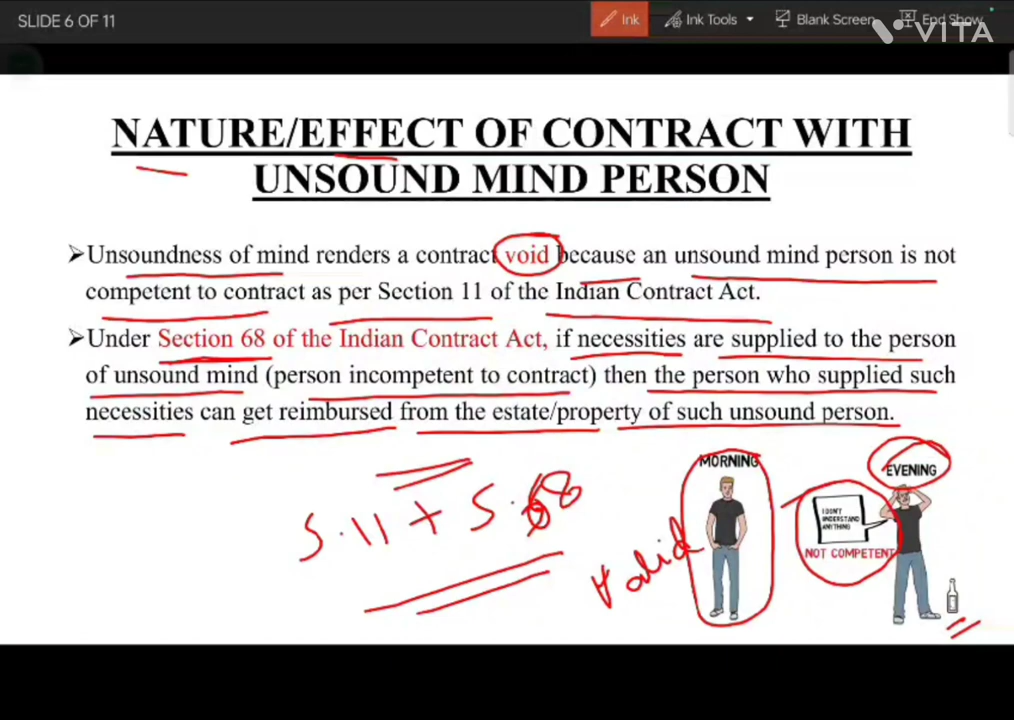 SLIDE 6 OF 11
Ink Ink Tools Blank Screen End Show
VITA
NATURE/EFFECT OF CONTRACT WITH
UNSOUND MIND PERSON
➢Unsoundness of mind renders a contract void because an unsound mind person is not
competent to contract as per Section 11 of the Indian Contract Act.
➢Under Section 68 of the Indian Contract Act, if necessities are supplied to the person
of unsound mind (person incompetent to contract) then the person who supplied such
necessities can get reimbursed from the estate/property of such unsound person.
MORNING
EVENING
S.11 + S.68
Valid
I DON'T
UNDERSTAND
ANYTHING
NOT COMPETENT